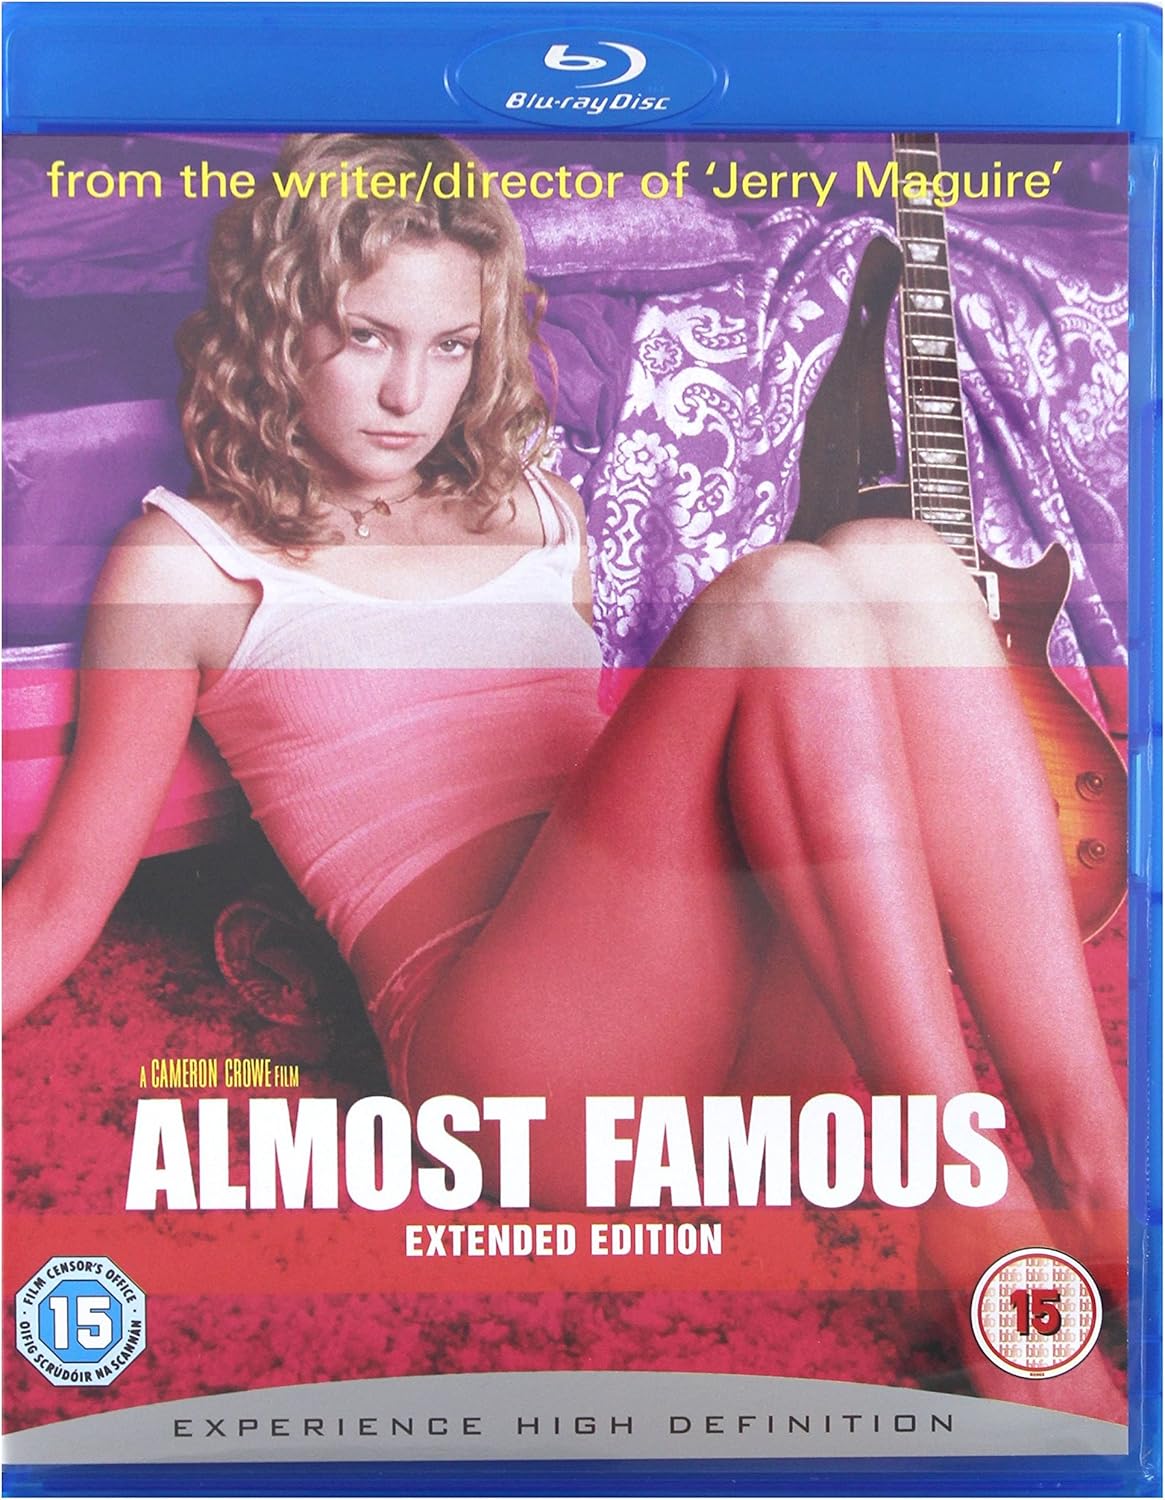 Blu-ray Disc
from the writer/director of 'Jerry Maguire'
A CAMERON CROWE FILM
ALMOST FAMOUS
EXTENDED EDITION
· FILM CENSOR'S OFFICE ·
15
OIFIG SCRÚDÓIR NA SCANNÁN
15
bbfc
EXPERIENCE HIGH DEFINITION